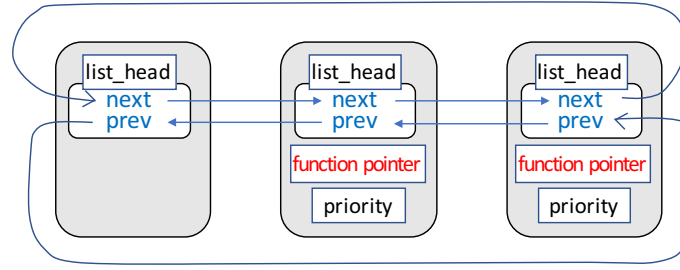 list_head
next
prev
list_head
next
prev
function pointer
priority
list_head
next
prev
function pointer
priority